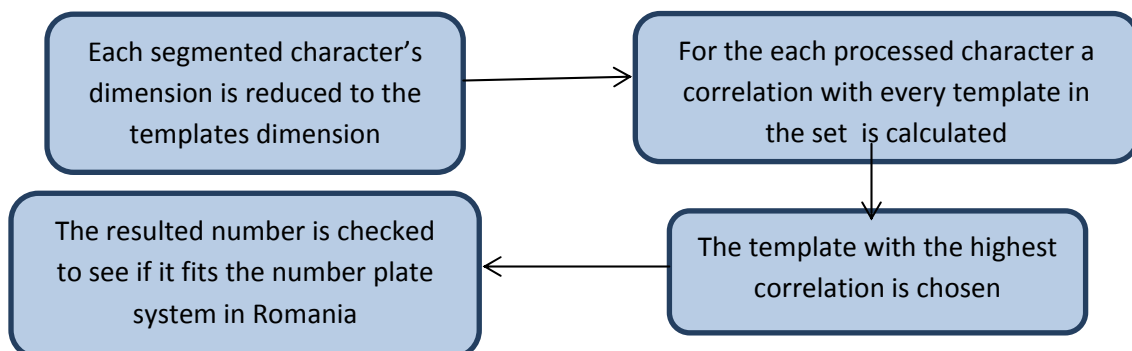 Each segmented character’s
dimension is reduced to the
templates dimension
For the each processed character a
correlation with every template in
the set is calculated
The template with the highest
correlation is chosen
The resulted number is checked
to see if it fits the number plate
system in Romania